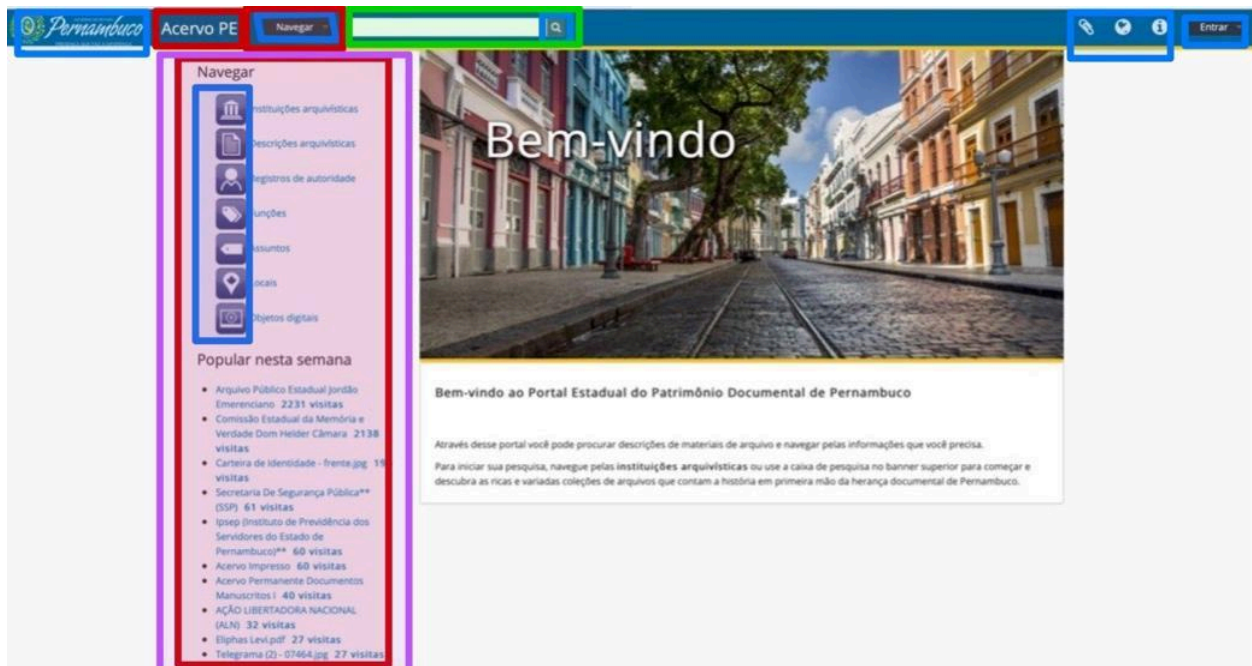 Pernambuco
Acervo PE
Navegar
Entrar
Navegar
Instituições arquivísticas
Descrições arquivísticas
Registros de autoridade
Funções
Assuntos
Locais
Objetos digitais
Popular nesta semana
Arquivo Público Estadual Jordão
Emerenciano 2231 visitas
Comissão Estadual da Memória e
Verdade Dom Helder Câmara 2138
visitas
Carteira de Identidade - frente.jpg
visitas
Secretaria De Segurança Pública**
(SSP) 61 visitas
Ipsep (Instituto de Previdência dos
Servidores do Estado de
Pernambuco)** 60 visitas
Acervo Impresso 60 visitas
Acervo Permanente Documentos
Manuscritos I 40 visitas
AÇÃO LIBERTADORA NACIONAL
(ALN) 32 visitas
Eliphas Levi.pdf 27 visitas
Telegrama (2) - 07464.jpg 27 visitas
Bem-vindo
Bem-vindo ao Portal Estadual do Patrimônio Documental de Pernambuco
Através desse portal você pode procurar descrições de materiais de arquivo e navegar pelas informações que você precisa.
Para iniciar sua pesquisa, navegue pelas instituições arquivísticas ou use a caixa de pesquisa no banner superior para começar e
descubra as ricas e variadas coleções de arquivos que contam a história em primeira mão da herança documental de Pernambuco.